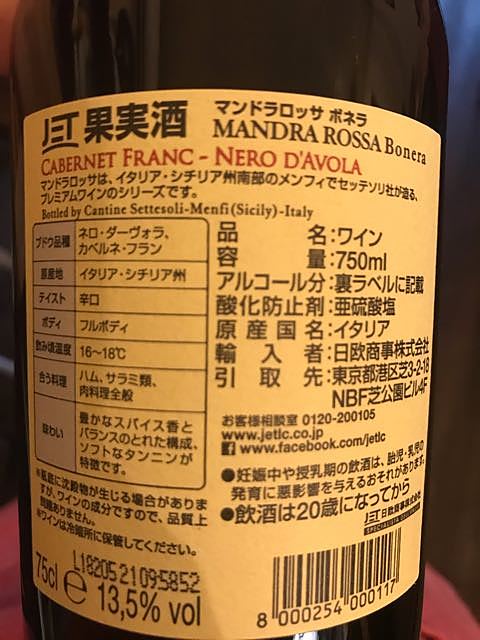 JET 果実酒
マンドラロッサ ボネラ
MANDRA ROSSA Bonera
CABERNET FRANC - NERO D'AVOLA
マンドラロッサは、イタリア・シチリア州南部のメンフィでセッテソリ社が造る、
プレミアムワインのシリーズです。
Bottled by Cantine Settesoli-Menfi (Sicily) -Italy
ブドウ品種 ネロ・ダーヴォラ、
カベルネ・フラン
原産地 イタリア・シチリア州
テイスト 辛口
ボディ フルボディ
飲み頃温度 16～18℃
合う料理 ハム、サラミ類、
肉料理全般
味わい 豊かなスパイス香と
バランスのとれた構成、
ソフトなタンニンが
特徴です。
品名:ワイン
容量:750ml
アルコール分:裏ラベルに記載
酸化防止剤:亜硫酸塩
原産国名:イタリア
輸入者:日欧商事株式会社
引取先:東京都港区芝3-2-18
NBF芝公園ビル4F
お客様相談室 0120-200105
www.jetlc.co.jp
www.facebook.com/jetlc
●妊娠中や授乳期の飲酒は、胎児・乳児の
発育に悪影響を与えるおそれがあります。
●飲酒は20歳になってから
JET 日欧商事株式会社
※瓶底に沈殿物が生じる場合がありま
すが、ワインの成分ですので、品質上
問題ありません。
※ワインは冷暗所に保管してください。
L18205 21 09:58 52
75cl e 13,5% vol
8 000254 000117